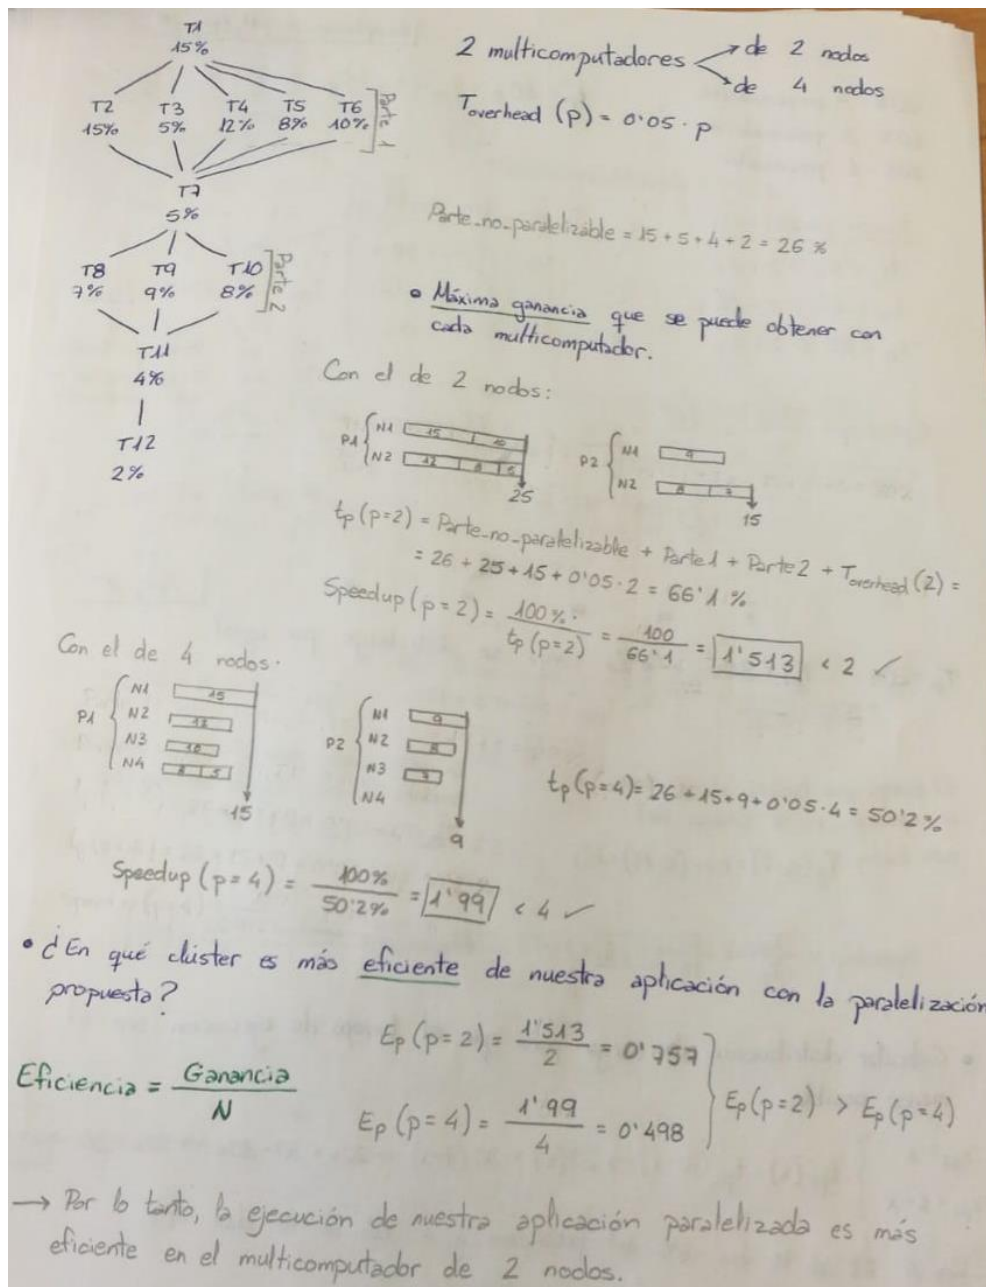 T1
15%
T2 T3 T4 T5 T6
15% 5% 12% 8% 10%
Parte 1
T7
5%
T8 T9 T10
7% 9% 8%
Parte 2
T11
4%
T12
2%
2 multicomputadores
de 2 nodos
de 4 nodos
Toverhead (p) = 0'05 · p
Parte_no_paralelizable = 15 + 5 + 4 + 2 = 26 %
• Máxima ganancia que se puede obtener con
cada multicomputador.
Con el de 2 nodos:
P1
N1 15 10
N2 12 8 5
25
P2
N1 9
N2 8 7
15
tp (p=2) = Parte_no_paralelizable + Parte1 + Parte2 + Toverhead (2) =
= 26 + 25 + 15 + 0'05 · 2 = 66'1 %
Speedup (p = 2) = 100% / tp (p=2) = 100 / 66'1 = 1'513 < 2 ✓
Con el de 4 nodos.
P1
N1 15
N2 12
N3 10
N4 8 5
15
P2
N1 9
N2 8
N3 7
N4
9
tp (p=4) = 26 + 15 + 9 + 0'05 · 4 = 50'2 %
Speedup (p = 4) = 100% / 50'2% = 1'99 < 4 ✓
• ¿En qué clúster es más eficiente de nuestra aplicación con la paralelización
propuesta?
Ep (p=2) = 1'513 / 2 = 0'757
Eficiencia = Ganancia / N
Ep (p=4) = 1'99 / 4 = 0'498
Ep (p=2) > Ep (p=4)
→ Por lo tanto, la ejecución de nuestra aplicación paralelizada es más
eficiente en el multicomputador de 2 nodos.